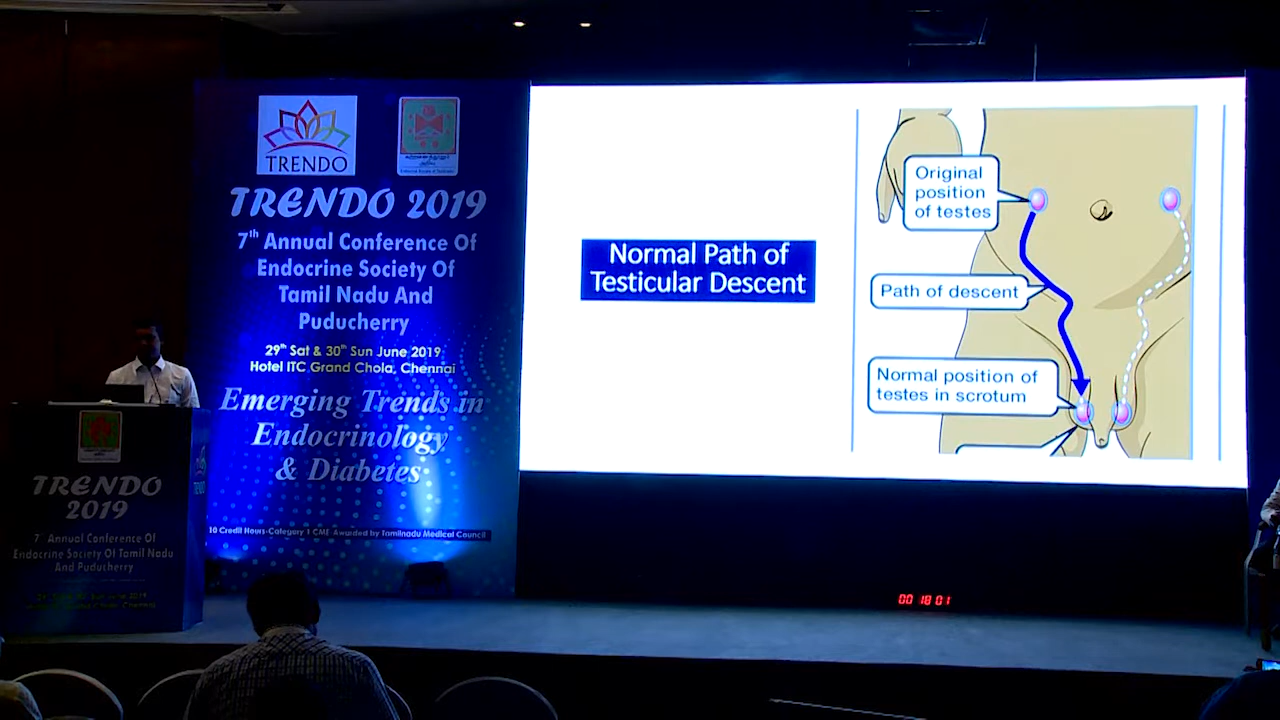 TRENDO
TRENDO 2019
7th Annual Conference Of
Endocrine Society Of
Tamil Nadu And
Puducherry
29th Sat & 30th Sun June 2019
Hotel ITC Grand Chola, Chennai
Emerging Trends in
Endocrinology
& Diabetes
10 Credit Hours-Category 1 CME Awarded by Tamilnadu Medical Council
Normal Path of
Testicular Descent
Original
position
of testes
Path of descent
Normal position of
testes in scrotum
TRENDO
2019
7th Annual Conference Of
Endocrine Society Of Tamil Nadu
And Puducherry
TRENDO
00 18 01